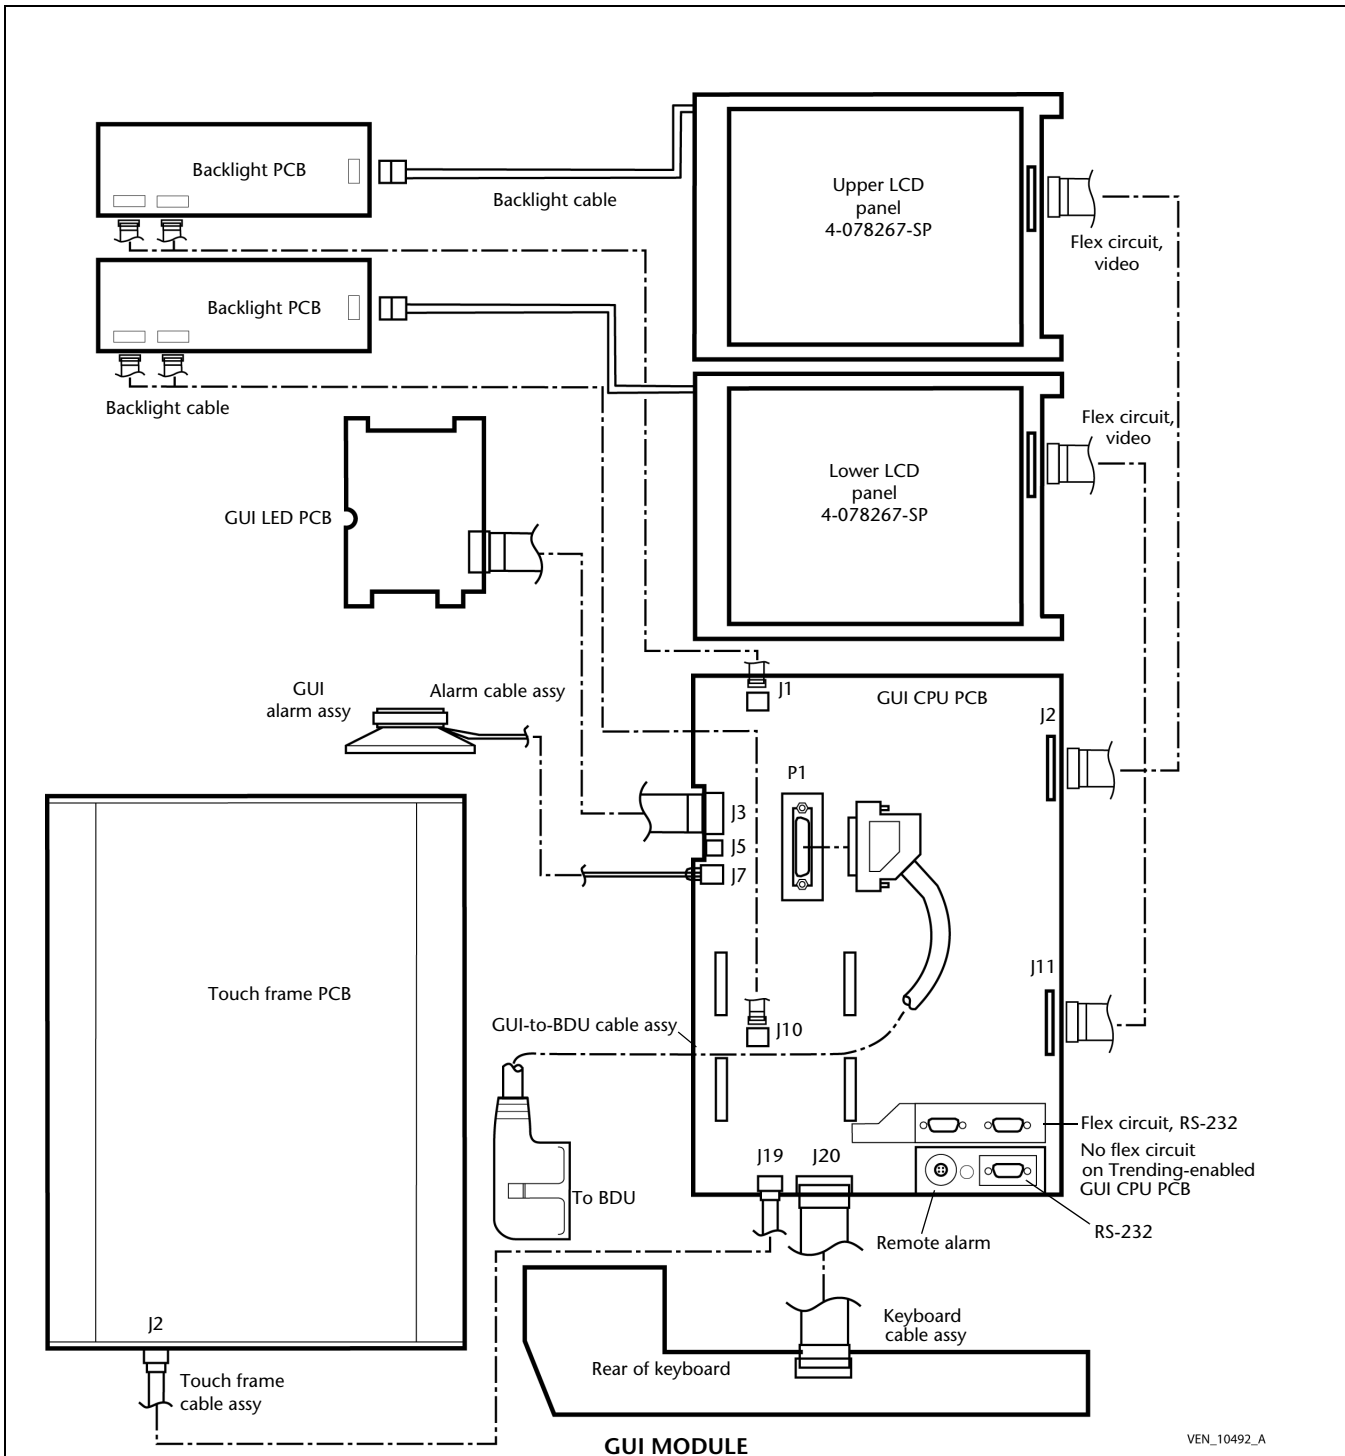 Backlight PCB
Backlight cable
Upper LCD
panel
4-078267-SP
Flex circuit,
video
Backlight PCB
Backlight cable
Flex circuit,
video
Lower LCD
panel
4-078267-SP
GUI LED PCB
GUI
alarm assy
Alarm cable assy
J1
GUI CPU PCB
J2
P1
J3
J5
J7
Touch frame PCB
J11
GUI-to-BDU cable assy
J10
Flex circuit, RS-232
No flex circuit
on Trending-enabled
GUI CPU PCB
J19
J20
To BDU
Remote alarm
RS-232
J2
Keyboard
cable assy
Rear of keyboard
Touch frame
cable assy
GUI MODULE
VEN_10492_A